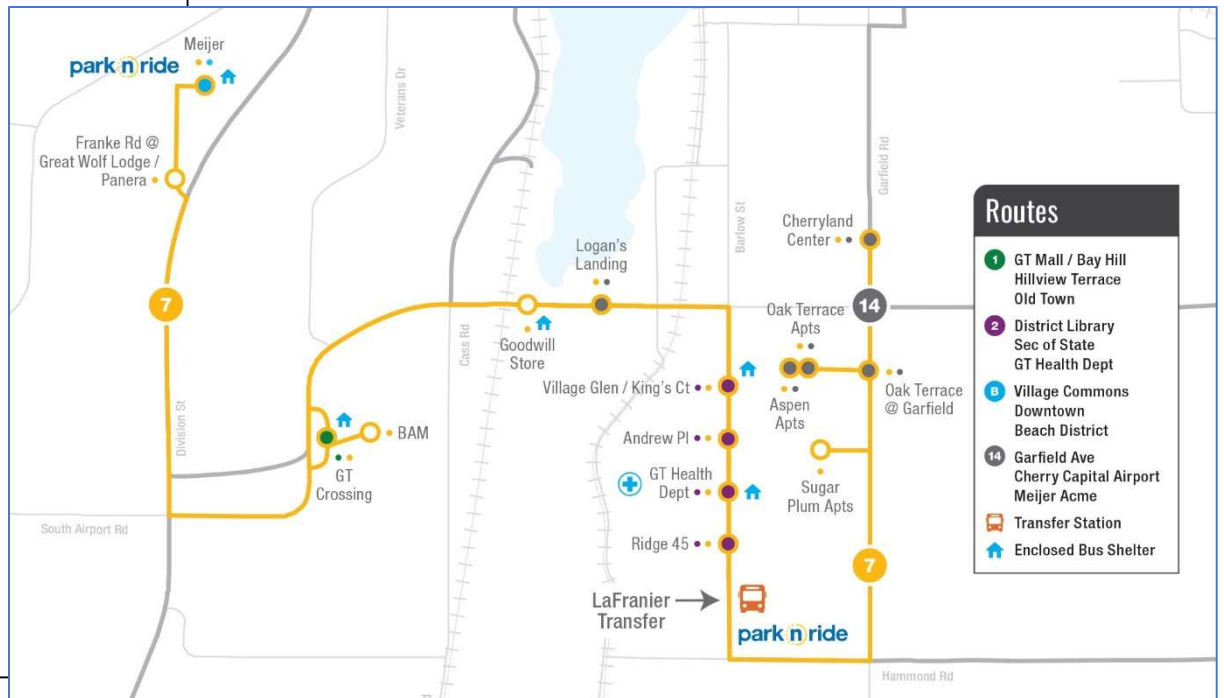 Meijer
park n ride
Franke Rd @
Great Wolf Lodge /
Panera
Veterans Dr
7
Division St
South Airport Rd
GT
Crossing
BAM
Cass Rd
Goodwill
Store
Logan's
Landing
Barlow St
Village Glen / King's Ct
Andrew Pl
GT Health
Dept
Ridge 45
LaFranier
Transfer
park n ride
Garfield Rd
Cherryland
Center
14
Oak Terrace
Apts
Aspen
Apts
Oak Terrace
@ Garfield
Sugar
Plum Apts
7
Hammond Rd
Routes
1 GT Mall / Bay Hill
Hillview Terrace
Old Town
2 District Library
Sec of State
GT Health Dept
B Village Commons
Downtown
Beach District
14 Garfield Ave
Cherry Capital Airport
Meijer Acme
Transfer Station
Enclosed Bus Shelter